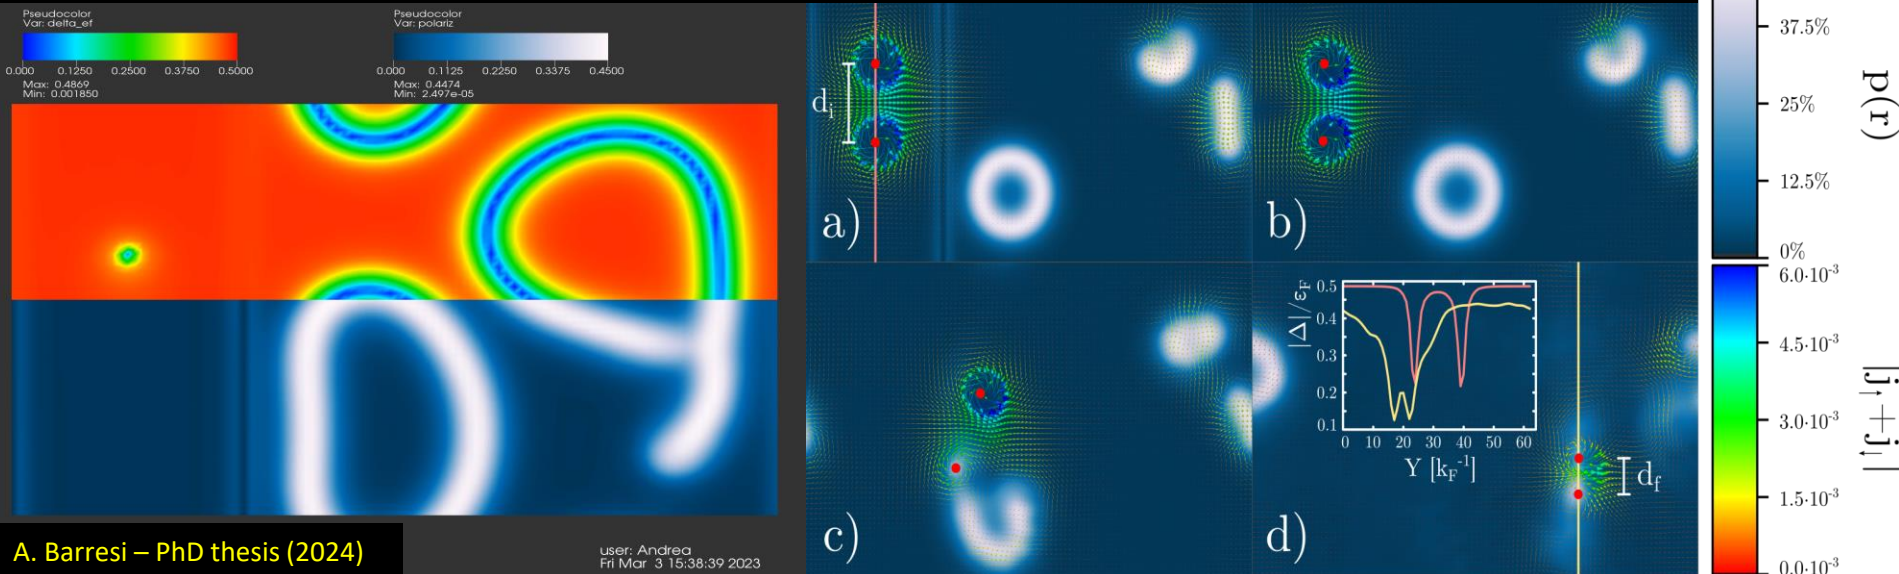 Pseudocolor
Var: delta_ef
0.000 0.1250 0.2500 0.3750 0.5000
Max: 0.4869
Min: 0.001850
Pseudocolor
Var: polariz
0.000 0.1125 0.2250 0.3375 0.4500
Max: 0.4474
Min: 2.497e-05
A. Barresi – PhD thesis (2024)
user: Andrea
Fri Mar 3 15:38:39 2023
dᵢ
a)
b)
c)
d)
|Δ|/εF
0.5
0.4
0.3
0.2
0.1
0 10 20 30 40 50 60
Y [kF⁻¹]
d_f
37.5%
25%
12.5%
0%
p(r)
6.0·10⁻³
4.5·10⁻³
3.0·10⁻³
1.5·10⁻³
0.0·10⁻³
|j↑+j↓|